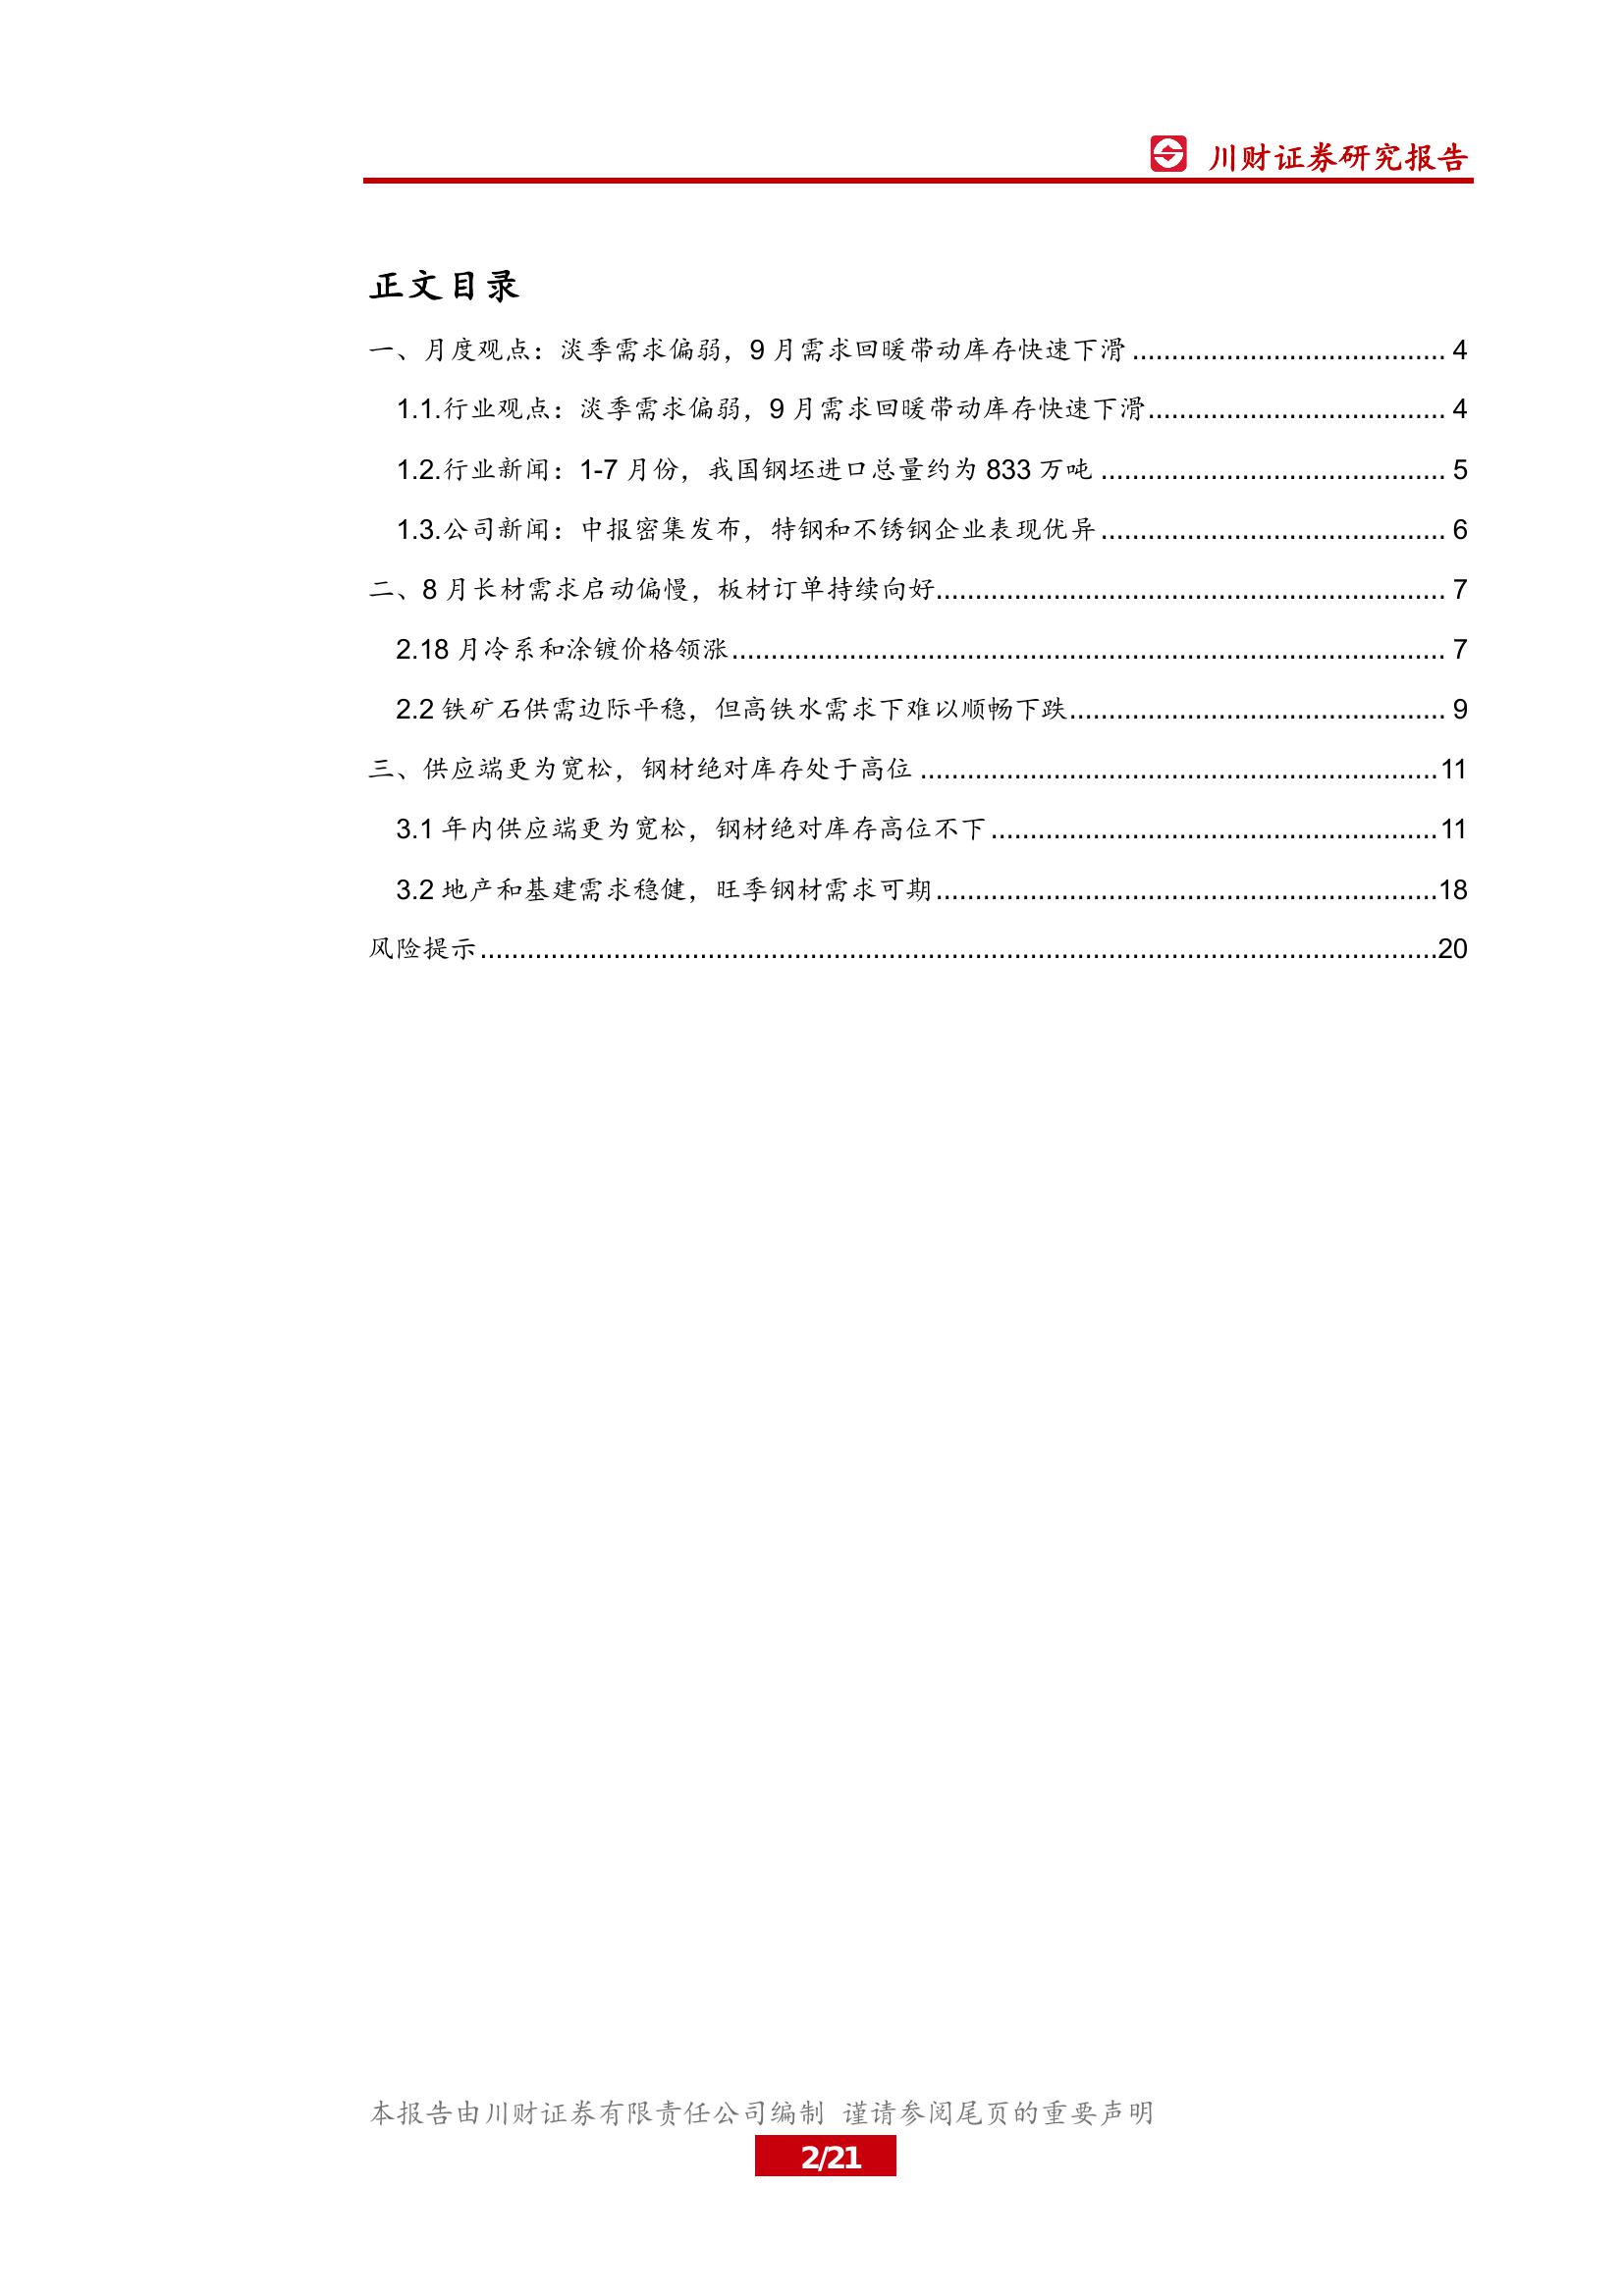 川财证券研究报告
正文目录
一、月度观点：淡季需求偏弱，9 月需求回暖带动库存快速下滑 ........................................ 4
1.1.行业观点：淡季需求偏弱，9 月需求回暖带动库存快速下滑...................................... 4
1.2.行业新闻：1-7 月份，我国钢坯进口总量约为 833 万吨 ............................................ 5
1.3.公司新闻：中报密集发布，特钢和不锈钢企业表现优异 ............................................ 6
二、8 月长材需求启动偏慢，板材订单持续向好................................................................. 7
2.18 月冷系和涂镀价格领涨........................................................................................... 7
2.2 铁矿石供需边际平稳，但高铁水需求下难以顺畅下跌................................................ 9
三、供应端更为宽松，钢材绝对库存处于高位 ..................................................................11
3.1 年内供应端更为宽松，钢材绝对库存高位不下.........................................................11
3.2 地产和基建需求稳健，旺季钢材需求可期................................................................18
风险提示..........................................................................................................................20
本报告由川财证券有限责任公司编制 谨请参阅尾页的重要声明
2/21